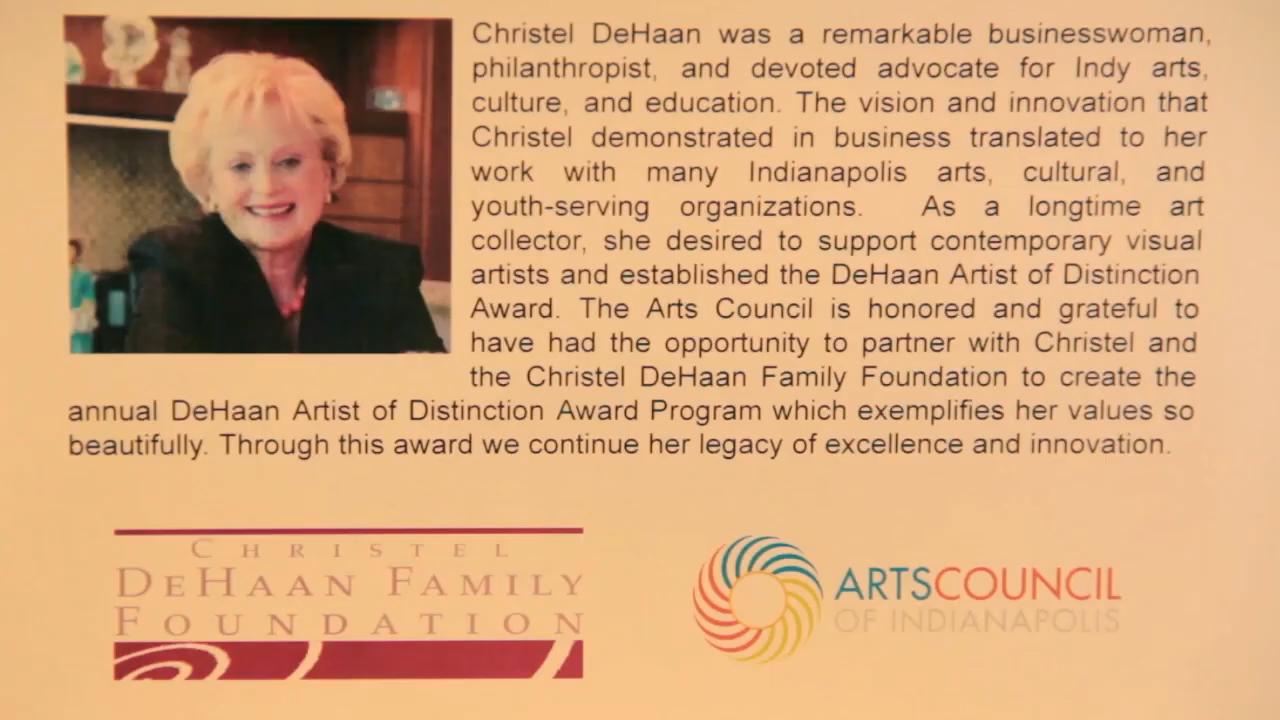 Christel DeHaan was a remarkable businesswoman,
philanthropist, and devoted advocate for Indy arts,
culture, and education. The vision and innovation that
Christel demonstrated in business translated to her
work with many Indianapolis arts, cultural, and
youth-serving organizations. As a longtime art
collector, she desired to support contemporary visual
artists and established the DeHaan Artist of Distinction
Award. The Arts Council is honored and grateful to
have had the opportunity to partner with Christel and
the Christel DeHaan Family Foundation to create the
annual DeHaan Artist of Distinction Award Program which exemplifies her values so
beautifully. Through this award we continue her legacy of excellence and innovation.
CHRISTEL
DEHAAN FAMILY
FOUNDATION
ARTSCOUNCIL
OF INDIANAPOLIS